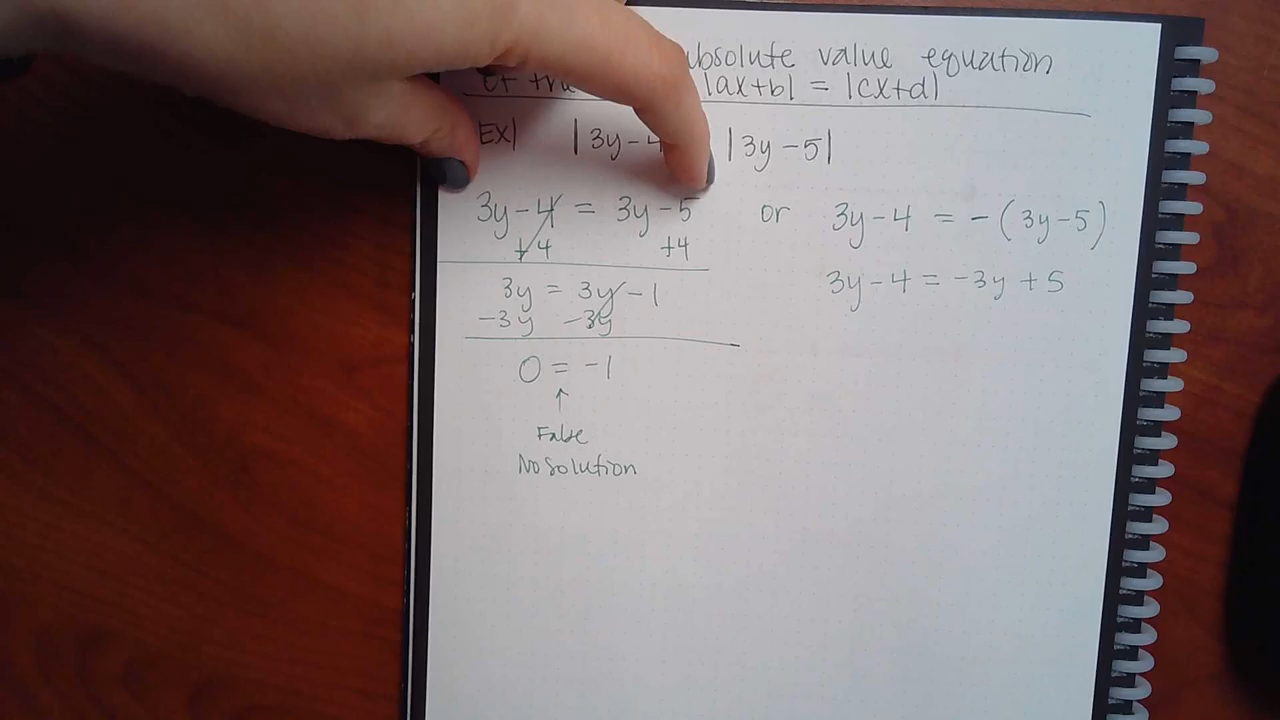 absolute value equation
of |ax+b| = |cx+d|
Ex| |3y-4 |3y-5|
3y-4 = 3y-5 or 3y-4 = -(3y-5)
+4 +4
3y-4 = -3y+5
3y = 3y-1
-3y -3y
0 = -1
↑
False
No solution